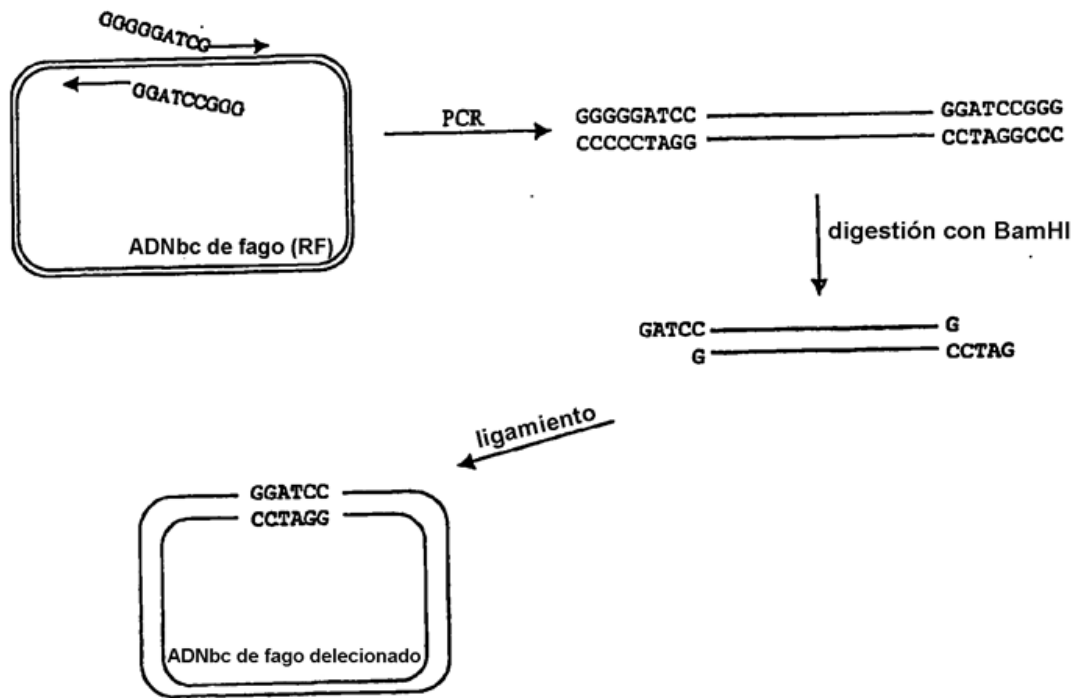 GGGGGATCG
GGATCCGGG
ADNbc de fago (RF)
PCR
GGGGGATCC
CCCCCTAGG
GGATCCGGG
CCTAGGCCC
digestión con BamHI
GATCC
G
G
CCTAG
ligamiento
GGATCC
CCTAGG
ADNbc de fago delecionado